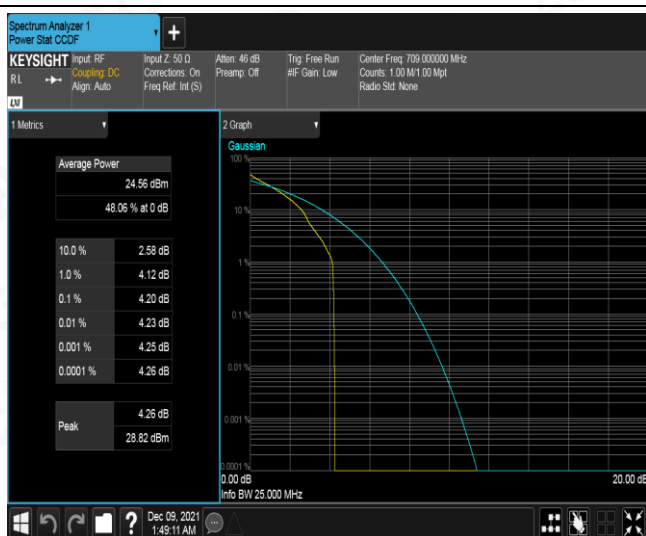 Spectrum Analyzer 1
Power Stat CCDF
KEYSIGHT
RL
LXI
Input: RF
Coupling: DC
Align: Auto
Input Z: 50 Ω
Corrections: On
Freq Ref: Int (S)
Atten: 46 dB
Preamp: Off
Trig: Free Run
#IF Gain: Low
Center Freq: 709.000000 MHz
Counts: 1.00 M/1.00 Mpt
Radio Std: None
1 Metrics
Average Power
24.56 dBm
48.06 % at 0 dB
10.0 % 2.58 dB
1.0 % 4.12 dB
0.1 % 4.20 dB
0.01 % 4.23 dB
0.001 % 4.25 dB
0.0001 % 4.26 dB
Peak
4.26 dB
28.82 dBm
2 Graph
Gaussian
100 %
10 %
1 %
0.1 %
0.01 %
0.001 %
0.0001 %
0.00 dB
20.00 dB
Info BW 25.000 MHz
?
Dec 09, 2021
1:49:11 AM